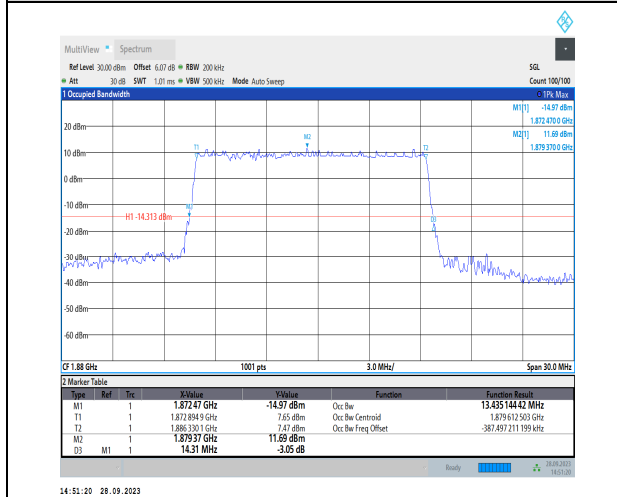 MultiView Spectrum
Ref Level 30.00 dBm Offset 6.07 dB RBW 200 kHz SGL
Att 30 dB SWT 1.01 ms VBW 500 kHz Mode Auto Sweep Count 100/100
1 Occupied Bandwidth 1Pk Max
M1[1] -14.97 dBm
1.872 470 0 GHz
M2[1] 11.69 dBm
1.879 370 0 GHz
20 dBm
M2
T1 T2
10 dBm
0 dBm
-10 dBm
M1
H1 -14.313 dBm
D3
-20 dBm
-30 dBm
-40 dBm
-50 dBm
-60 dBm
CF 1.88 GHz 1001 pts 3.0 MHz/ Span 30.0 MHz
2 Marker Table
Type Ref Trc X-Value Y-Value Function Function Result
M1 1 1.872 47 GHz -14.97 dBm Occ Bw 13.435 144 42 MHz
T1 1 1.872 894 9 GHz 7.65 dBm Occ Bw Centroid 1.879 612 503 GHz
T2 1 1.886 330 1 GHz 7.47 dBm Occ Bw Freq Offset -387.497 211 199 kHz
M2 1 1.879 37 GHz 11.69 dBm
D3 M1 1 14.31 MHz -3.05 dB
Ready 28.09.2023
14:51:20
14:51:20 28.09.2023